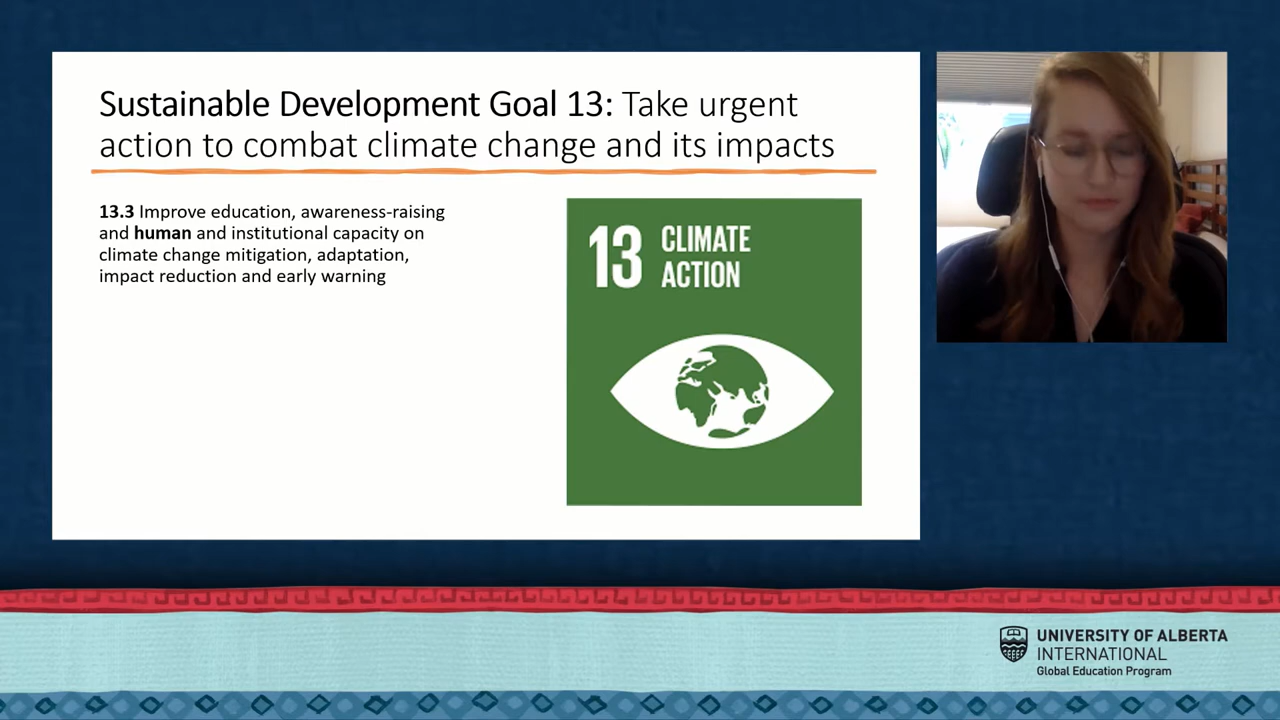 Sustainable Development Goal 13: Take urgent
action to combat climate change and its impacts
13.3 Improve education, awareness-raising
and human and institutional capacity on
climate change mitigation, adaptation,
impact reduction and early warning
13 CLIMATE
ACTION
UNIVERSITY OF ALBERTA
INTERNATIONAL
Global Education Program